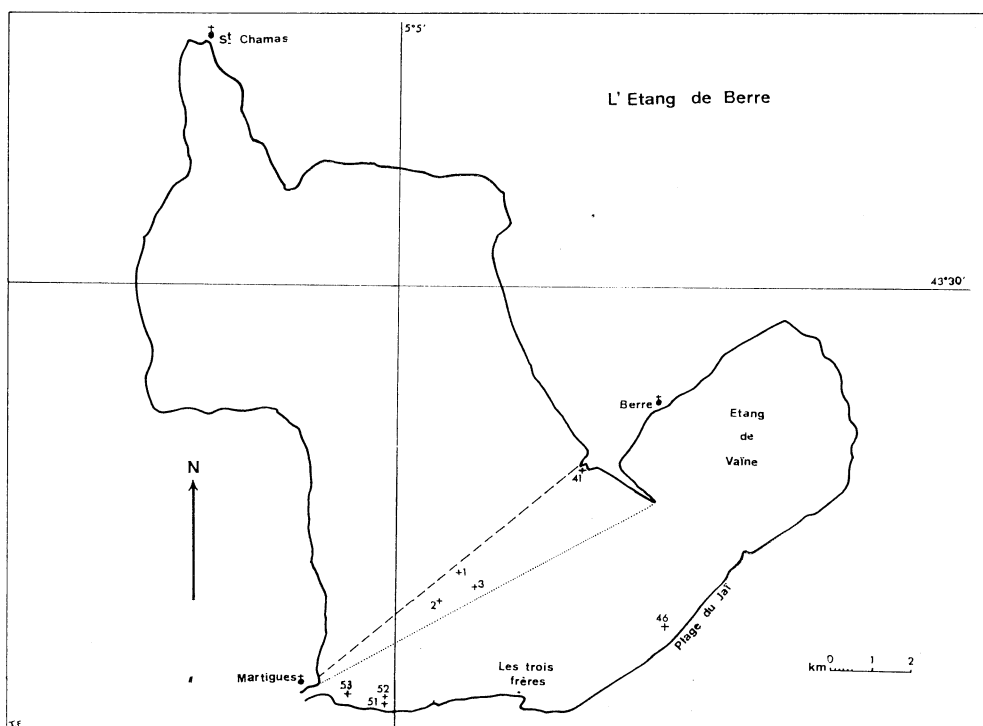 5°5'
St Chamas
L' Etang de Berre
43°30'
Berre
Etang
de
Vaïne
N
41
1
3
2
46
Plage du Jaï
0 1 2
km
Les trois
frères
Martigues
53
52
51